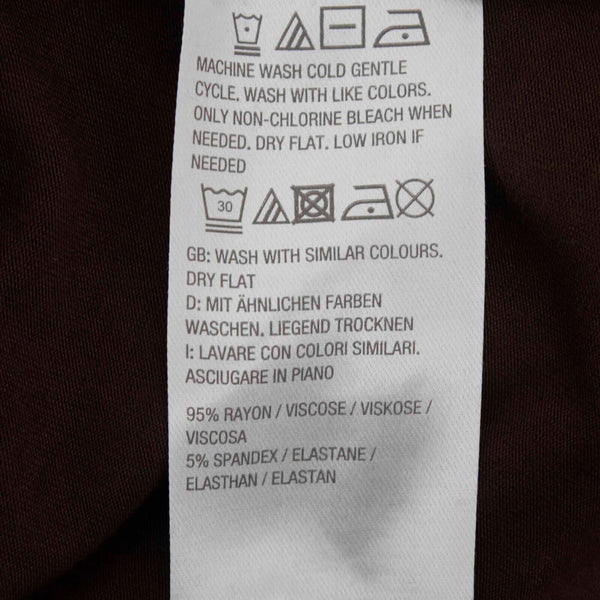 MACHINE WASH COLD GENTLE
CYCLE. WASH WITH LIKE COLORS.
ONLY NON-CHLORINE BLEACH WHEN
NEEDED. DRY FLAT. LOW IRON IF
NEEDED
30
GB: WASH WITH SIMILAR COLOURS.
DRY FLAT
D: MIT ÄHNLICHEN FARBEN
WASCHEN. LIEGEND TROCKNEN
I: LAVARE CON COLORI SIMILARI.
ASCIUGARE IN PIANO
95% RAYON / VISCOSE / VISKOSE /
VISCOSA
5% SPANDEX / ELASTANE /
ELASTHAN / ELASTAN